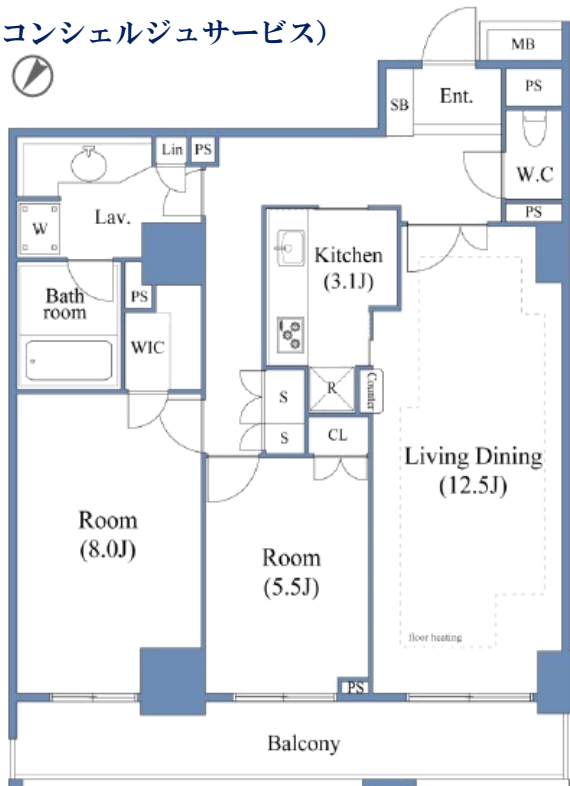 コンシェルジュサービス）
MB
PS
SB
Ent.
Lin
PS
W.C
W
Lav.
PS
Kitchen
(3.1J)
Bath
room
PS
WIC
R
Counter
S
S
CL
Living Dining
(12.5J)
Room
(8.0J)
Room
(5.5J)
floor heating
PS
Balcony